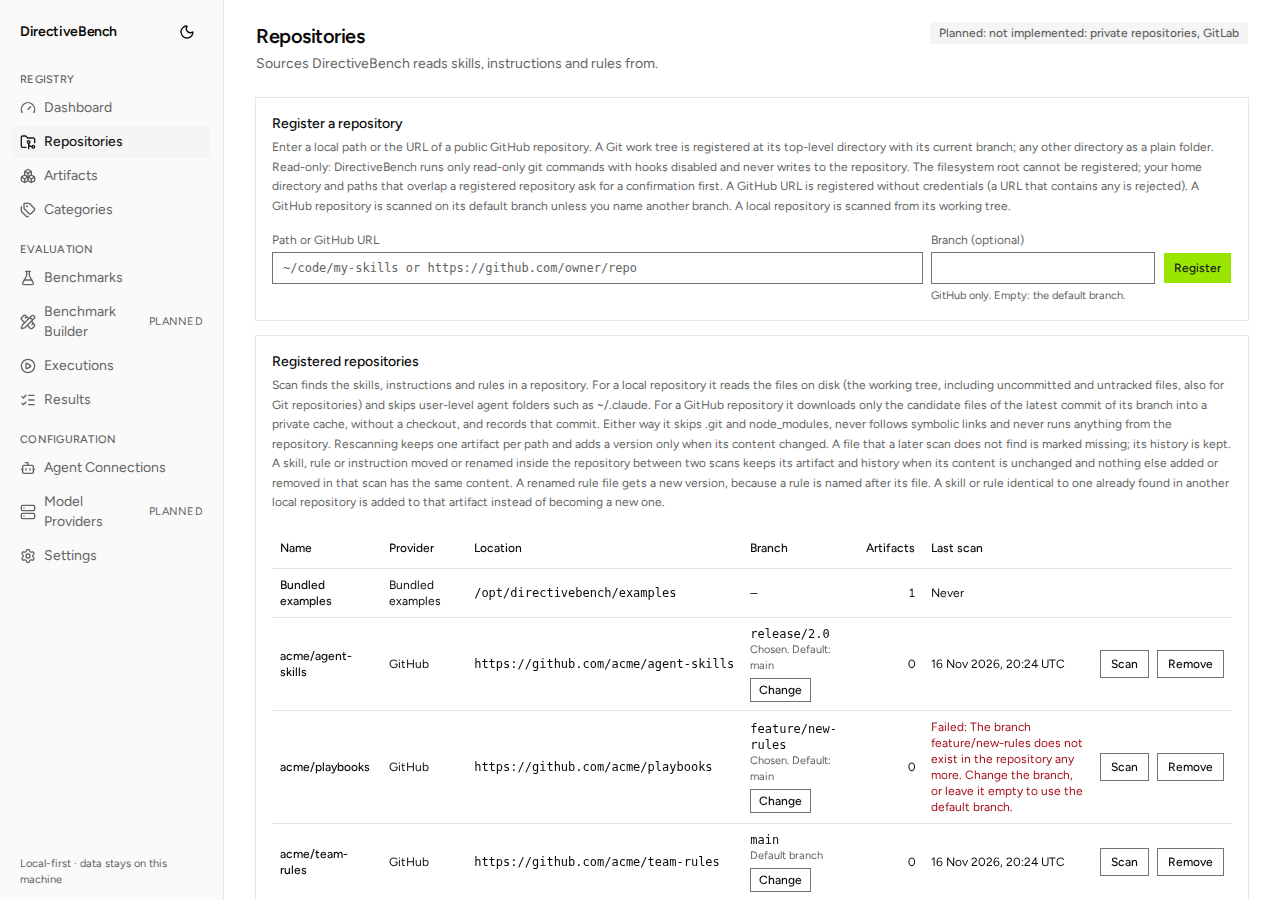 DirectiveBench
REGISTRY
Dashboard
Repositories
Artifacts
Categories
EVALUATION
Benchmarks
Benchmark
Builder
PLANNED
Executions
Results
CONFIGURATION
Agent Connections
Model
Providers
PLANNED
Settings
Local-first · data stays on this
machine
Repositories
Planned: not implemented: private repositories, GitLab
Sources DirectiveBench reads skills, instructions and rules from.
Register a repository
Enter a local path or the URL of a public GitHub repository. A Git work tree is registered at its top-level directory with its current branch; any other directory as a plain folder.
Read-only: DirectiveBench runs only read-only git commands with hooks disabled and never writes to the repository. The filesystem root cannot be registered; your home
directory and paths that overlap a registered repository ask for a confirmation first. A GitHub URL is registered without credentials (a URL that contains any is rejected). A
GitHub repository is scanned on its default branch unless you name another branch. A local repository is scanned from its working tree.
Path or GitHub URL
Branch (optional)
~/code/my-skills or https://github.com/owner/repo
Register
GitHub only. Empty: the default branch.
Registered repositories
Scan finds the skills, instructions and rules in a repository. For a local repository it reads the files on disk (the working tree, including uncommitted and untracked files, also for
Git repositories) and skips user-level agent folders such as ~/.claude. For a GitHub repository it downloads only the candidate files of the latest commit of its branch into a
private cache, without a checkout, and records that commit. Either way it skips .git and node_modules, never follows symbolic links and never runs anything from the
repository. Rescanning keeps one artifact per path and adds a version only when its content changed. A file that a later scan does not find is marked missing; its history is kept.
A skill, rule or instruction moved or renamed inside the repository between two scans keeps its artifact and history when its content is unchanged and nothing else added or
removed in that scan has the same content. A renamed rule file gets a new version, because a rule is named after its file. A skill or rule identical to one already found in another
local repository is added to that artifact instead of becoming a new one.
Name Provider Location Branch Artifacts Last scan
Bundled
examples
Bundled
examples
/opt/directivebench/examples
—
1
Never
acme/agent-
skills
GitHub
https://github.com/acme/agent-skills
release/2.0
Chosen. Default:
main
Change
0
16 Nov 2026, 20:24 UTC
Scan
Remove
acme/playbooks
GitHub
https://github.com/acme/playbooks
feature/new-
rules
Chosen. Default:
main
Change
0
Failed: The branch
feature/new-rules does not
exist in the repository any
more. Change the branch,
or leave it empty to use the
default branch.
Scan
Remove
acme/team-
rules
GitHub
https://github.com/acme/team-rules
main
Default branch
Change
0
16 Nov 2026, 20:24 UTC
Scan
Remove